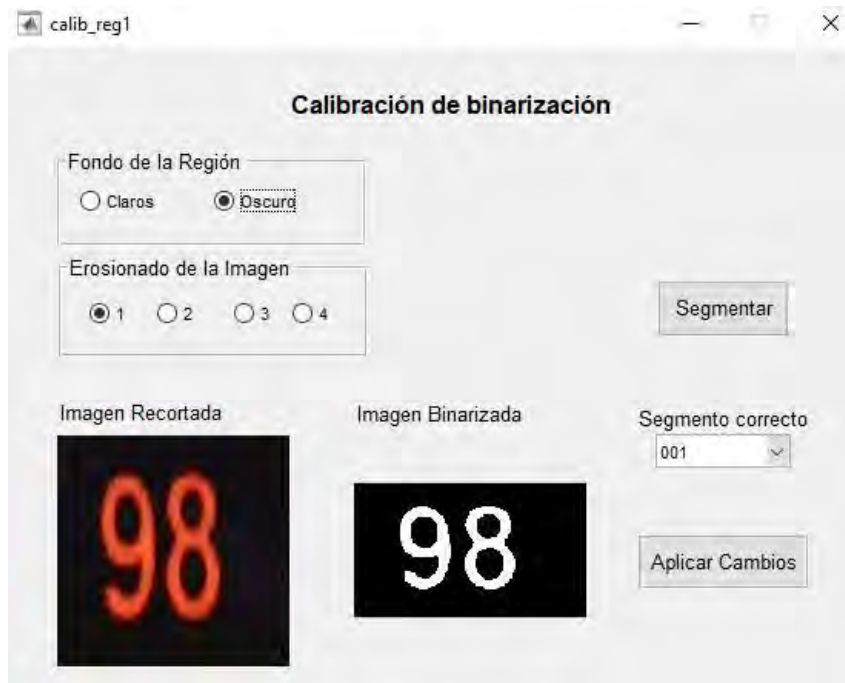 calib_reg1
Calibración de binarización
Fondo de la Región
Claros Oscuro
Erosionado de la Imagen
1 2 3 4
Segmentar
Imagen Recortada
Imagen Binarizada
Segmento correcto
001
98
98
Aplicar Cambios